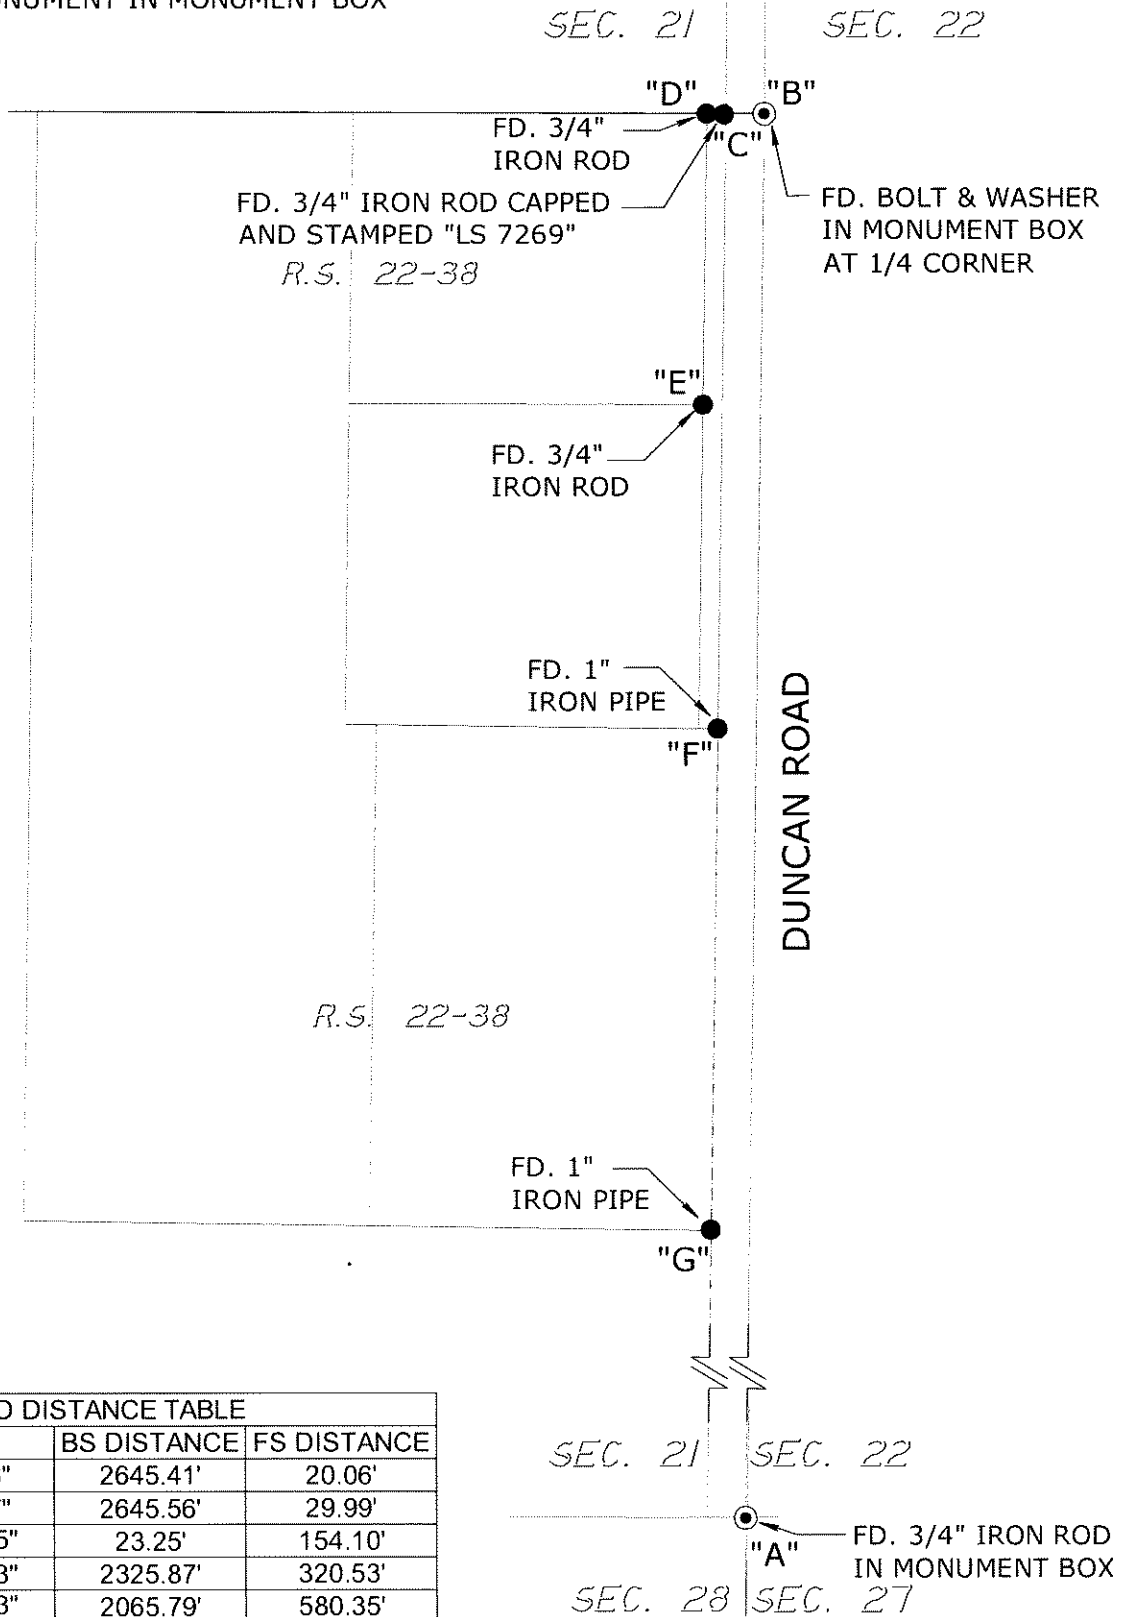 MONUMENT IN MONUMENT BOX
SEC. 21
SEC. 22
"D"
"B"
FD. 3/4"
IRON ROD
"C"
FD. 3/4" IRON ROD CAPPED
AND STAMPED "LS 7269"
FD. BOLT & WASHER
IN MONUMENT BOX
AT 1/4 CORNER
R.S. 22-38
"E"
FD. 3/4"
IRON ROD
FD. 1"
IRON PIPE
"F"
DUNCAN ROAD
R.S. 22-38
FD. 1"
IRON PIPE
"G"
DISTANCE TABLE
BS DISTANCE FS DISTANCE
2645.41' 20.06'
2645.56' 29.99'
23.25' 154.10'
2325.87' 320.53'
2065.79' 580.35'
SEC. 21
SEC. 22
"A"
FD. 3/4" IRON ROD
IN MONUMENT BOX
SEC. 28
SEC. 27